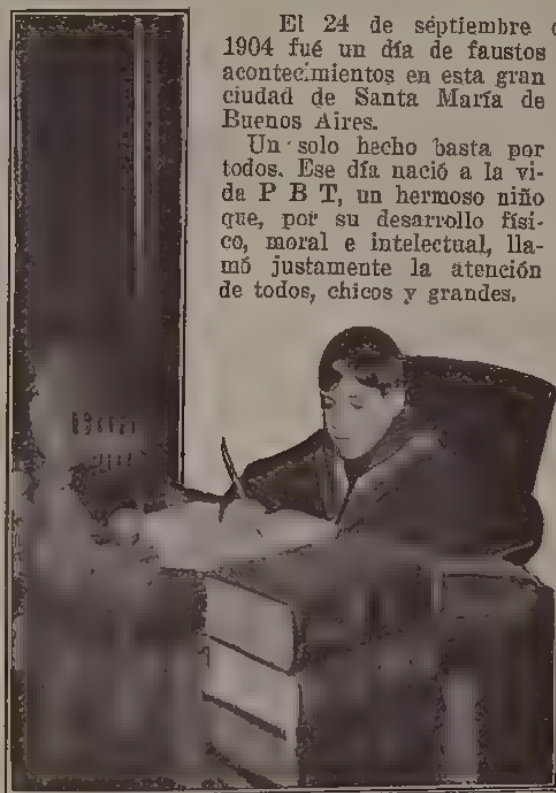 El 24 de septiembre
1904 fué un día de faustos
acontecimientos en esta gran
ciudad de Santa María de
Buenos Aires.
Un solo hecho basta por
todos. Ese día nació a la vi-
da P B T, un hermoso niño
que, por su desarrollo físi-
co, moral e intelectual, lla-
mó justamente la atención
de todos, chicos y grandes.